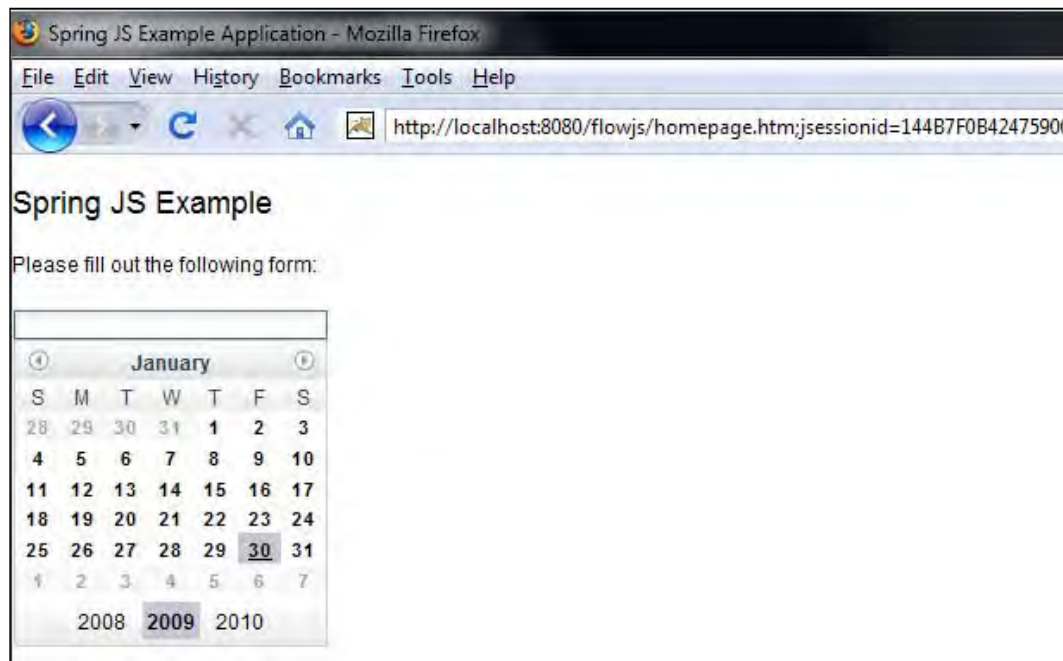 Spring JS Example Application - Mozilla Firefox
File Edit View History Bookmarks Tools Help
http://localhost:8080/flowjs/homepage.htm;jsessionid=144B7F0B4247590
Spring JS Example
Please fill out the following form:
January
S M T W T F S
28 29 30 31 1 2 3
4 5 6 7 8 9 10
11 12 13 14 15 16 17
18 19 20 21 22 23 24
25 26 27 28 29 30 31
1 2 3 4 5 6 7
2008 2009 2010